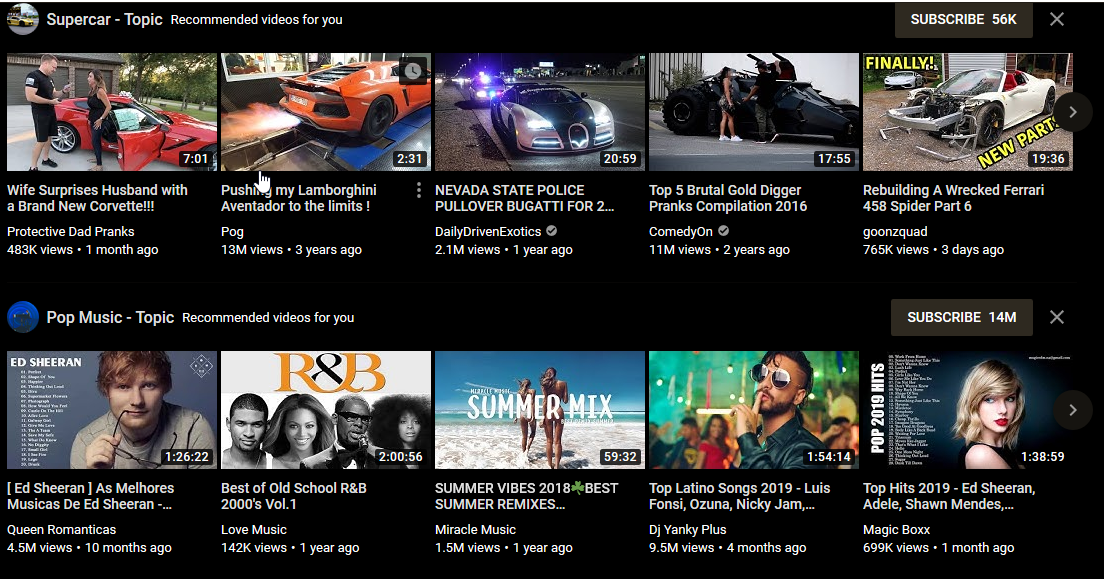 Supercar - Topic Recommended videos for you
SUBSCRIBE 56K
FINALLY!
NEW PARTS
7:01
2:31
20:59
17:55
19:36
Wife Surprises Husband with
a Brand New Corvette!!!
Protective Dad Pranks
483K views • 1 month ago
Pushing my Lamborghini
Aventador to the limits !
Pog
13M views • 3 years ago
NEVADA STATE POLICE
PULLOVER BUGATTI FOR 2...
DailyDrivenExotics
2.1M views • 1 year ago
Top 5 Brutal Gold Digger
Pranks Compilation 2016
ComedyOn
11M views • 2 years ago
Rebuilding A Wrecked Ferrari
458 Spider Part 6
goonzquad
765K views • 3 days ago
Pop Music - Topic Recommended videos for you
SUBSCRIBE 14M
ED SHEERAN
1:26:22
R&B
2:00:56
MIRACLE MUSIC
SUMMER MIX
59:32
1:54:14
POP 2019 HITS
1:38:59
[ Ed Sheeran ] As Melhores
Musicas De Ed Sheeran -...
Queen Romanticas
4.5M views • 10 months ago
Best of Old School R&B
2000's Vol.1
Love Music
142K views • 1 year ago
SUMMER VIBES 2018☘BEST
SUMMER REMIXES...
Miracle Music
1.5M views • 1 year ago
Top Latino Songs 2019 - Luis
Fonsi, Ozuna, Nicky Jam,...
Dj Yanky Plus
9.5M views • 4 months ago
Top Hits 2019 - Ed Sheeran,
Adele, Shawn Mendes,...
Magic Boxx
699K views • 1 month ago